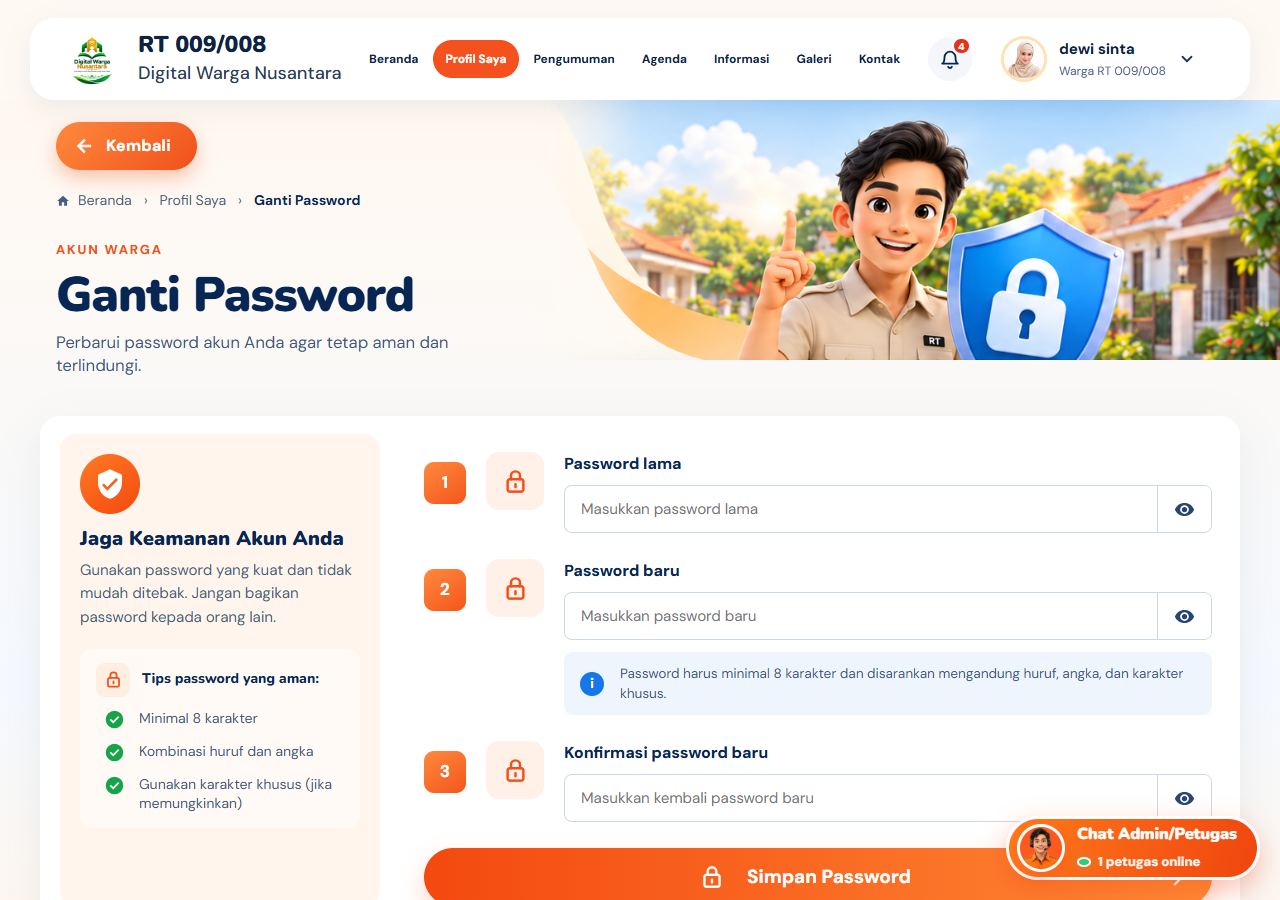 Digital Warga
Nusantara
RT 009/008
Digital Warga Nusantara
Beranda
Profil Saya
Pengumuman
Agenda
Informasi
Galeri
Kontak
4
dewi sinta
Warga RT 009/008
Kembali
Beranda › Profil Saya › Ganti Password
AKUN WARGA
Ganti Password
Perbarui password akun Anda agar tetap aman dan
terlindungi.
RT
Jaga Keamanan Akun Anda
Gunakan password yang kuat dan tidak
mudah ditebak. Jangan bagikan
password kepada orang lain.
Tips password yang aman:
Minimal 8 karakter
Kombinasi huruf dan angka
Gunakan karakter khusus (jika
memungkinkan)
1
Password lama
Masukkan password lama
2
Password baru
Masukkan password baru
i
Password harus minimal 8 karakter dan disarankan mengandung huruf, angka, dan karakter
khusus.
3
Konfirmasi password baru
Masukkan kembali password baru
Simpan Password
Chat Admin/Petugas
1 petugas online